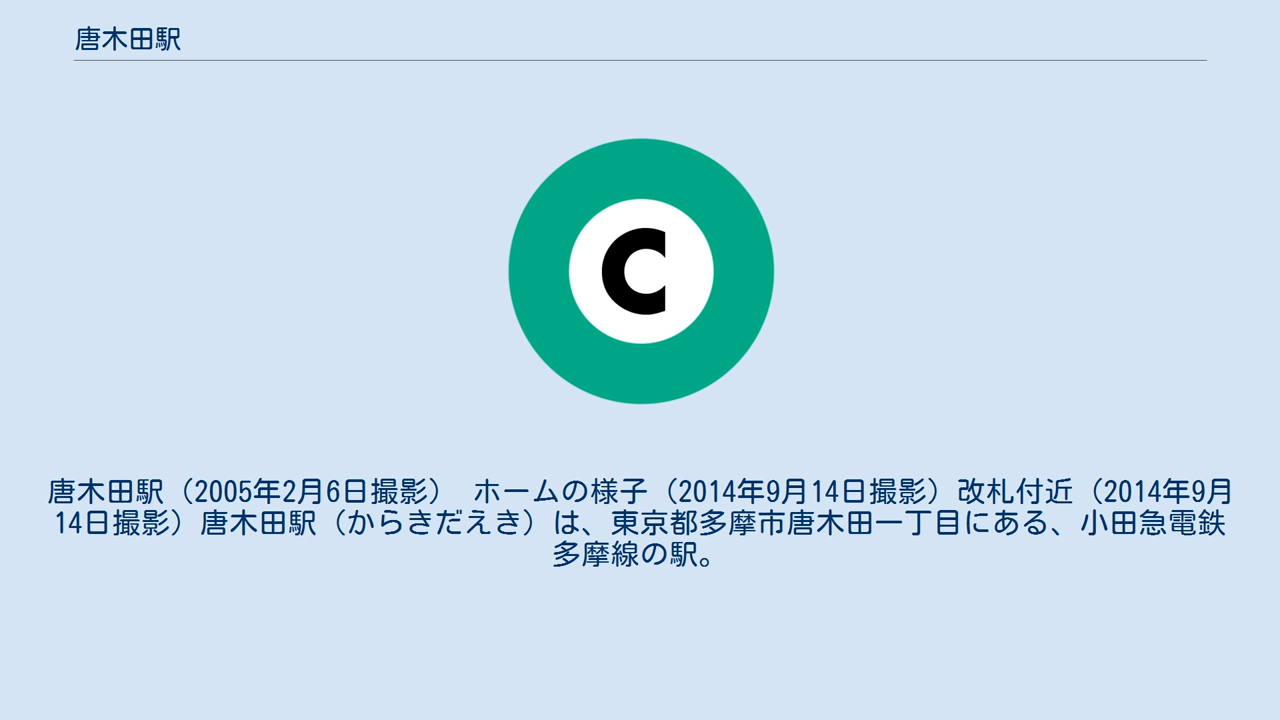 唐木田駅
C
唐木田駅（2005年2月6日撮影）　ホームの様子（2014年9月14日撮影）改札付近（2014年9月
14日撮影）唐木田駅（からきだえき）は、東京都多摩市唐木田一丁目にある、小田急電鉄
多摩線の駅。